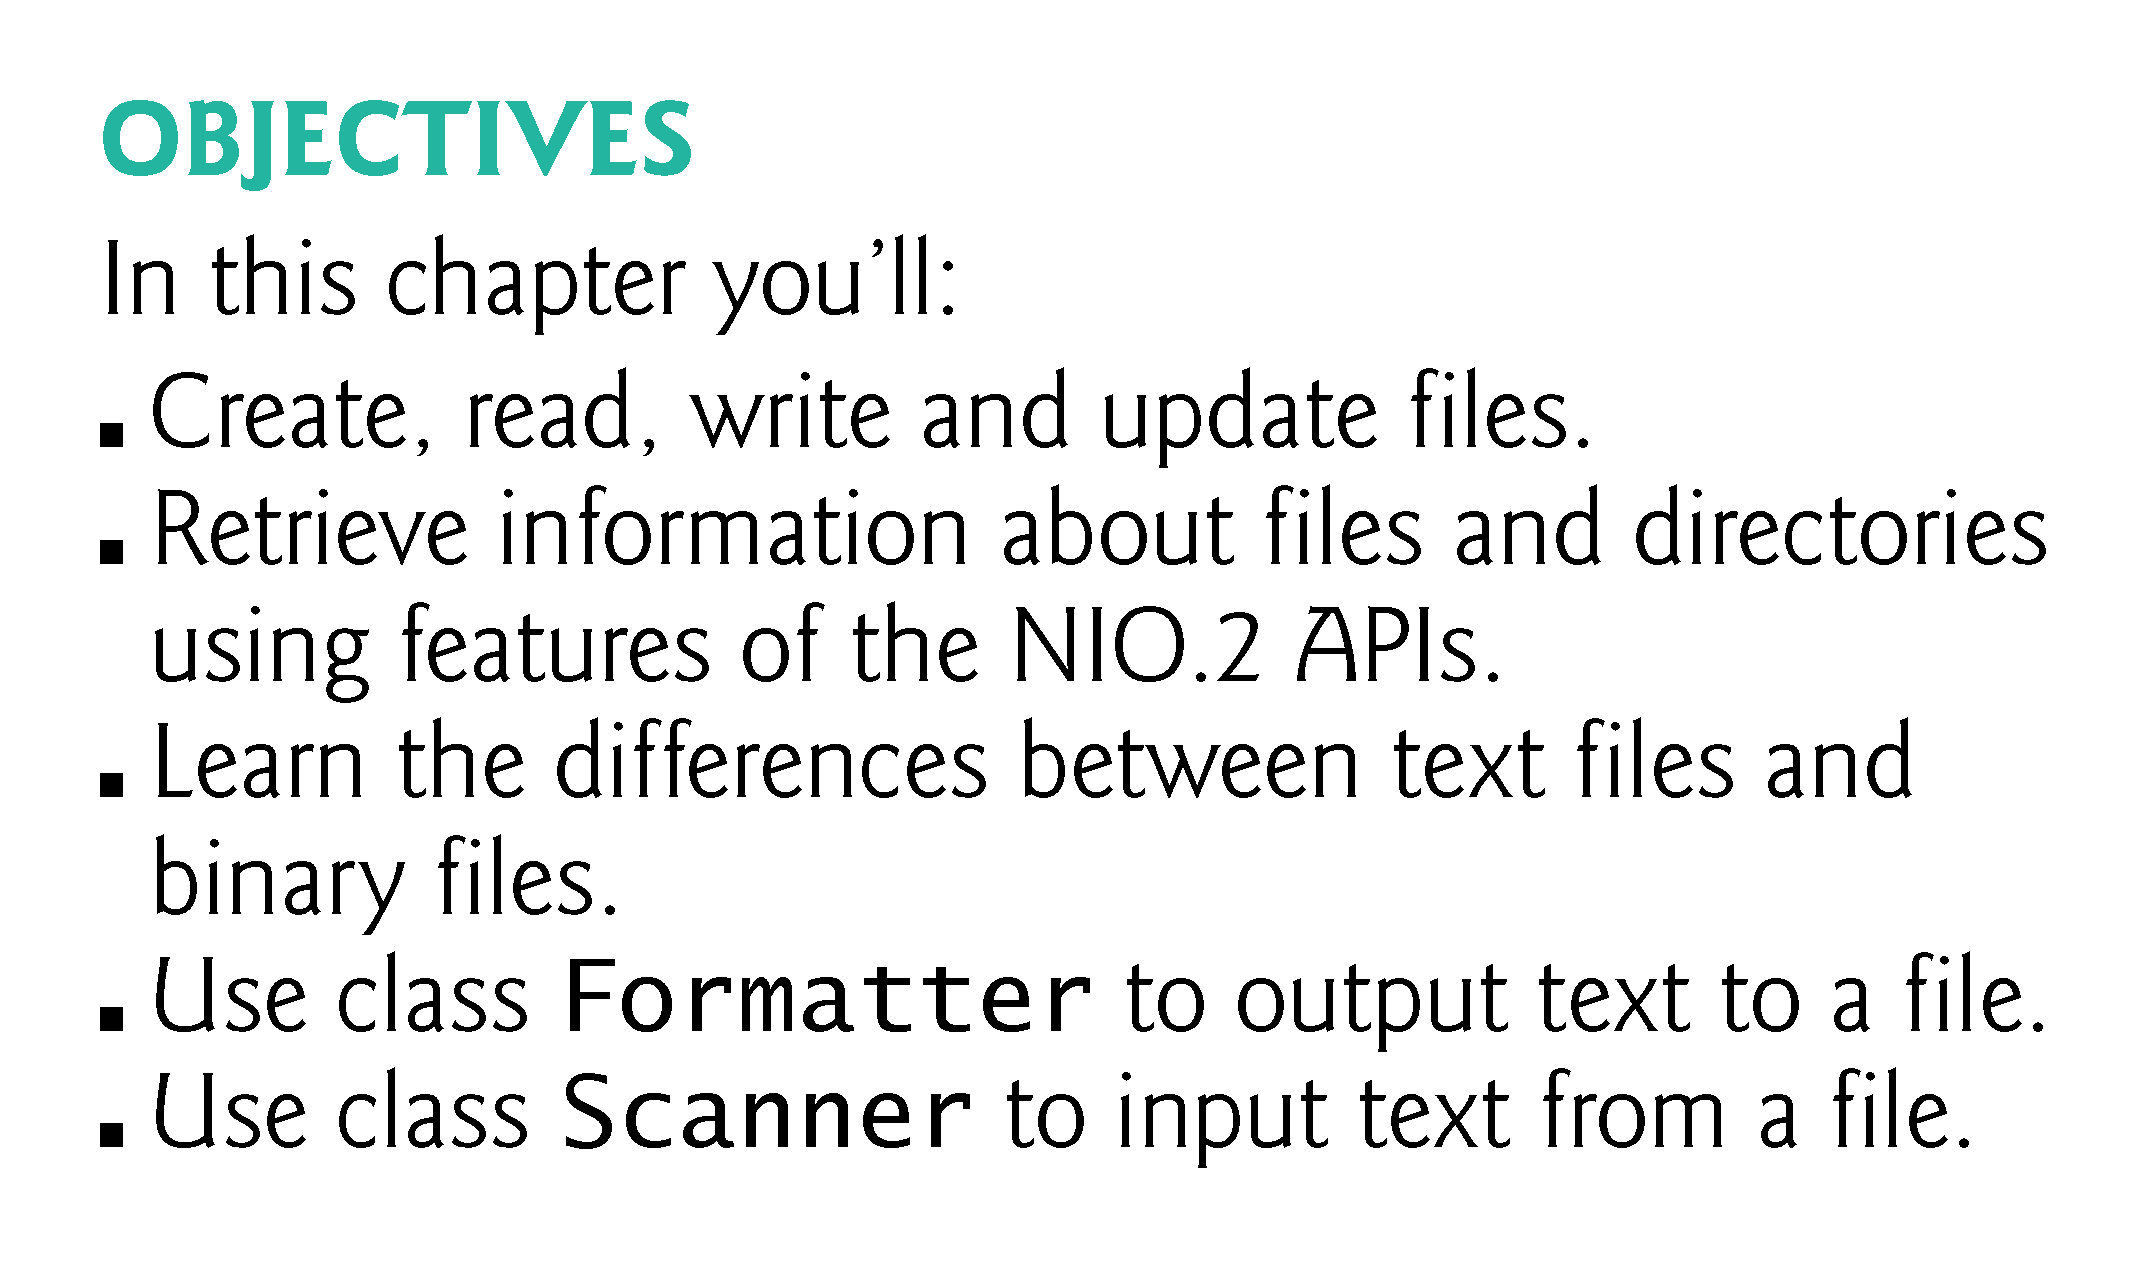 OBJECTIVES
In this chapter you’ll:
■ Create, read, write and update files.
■ Retrieve information about files and directories
using features of the NIO.2 APIs.
■ Learn the differences between text files and
binary files.
■ Use class Formatter to output text to a file.
■ Use class Scanner to input text from a file.